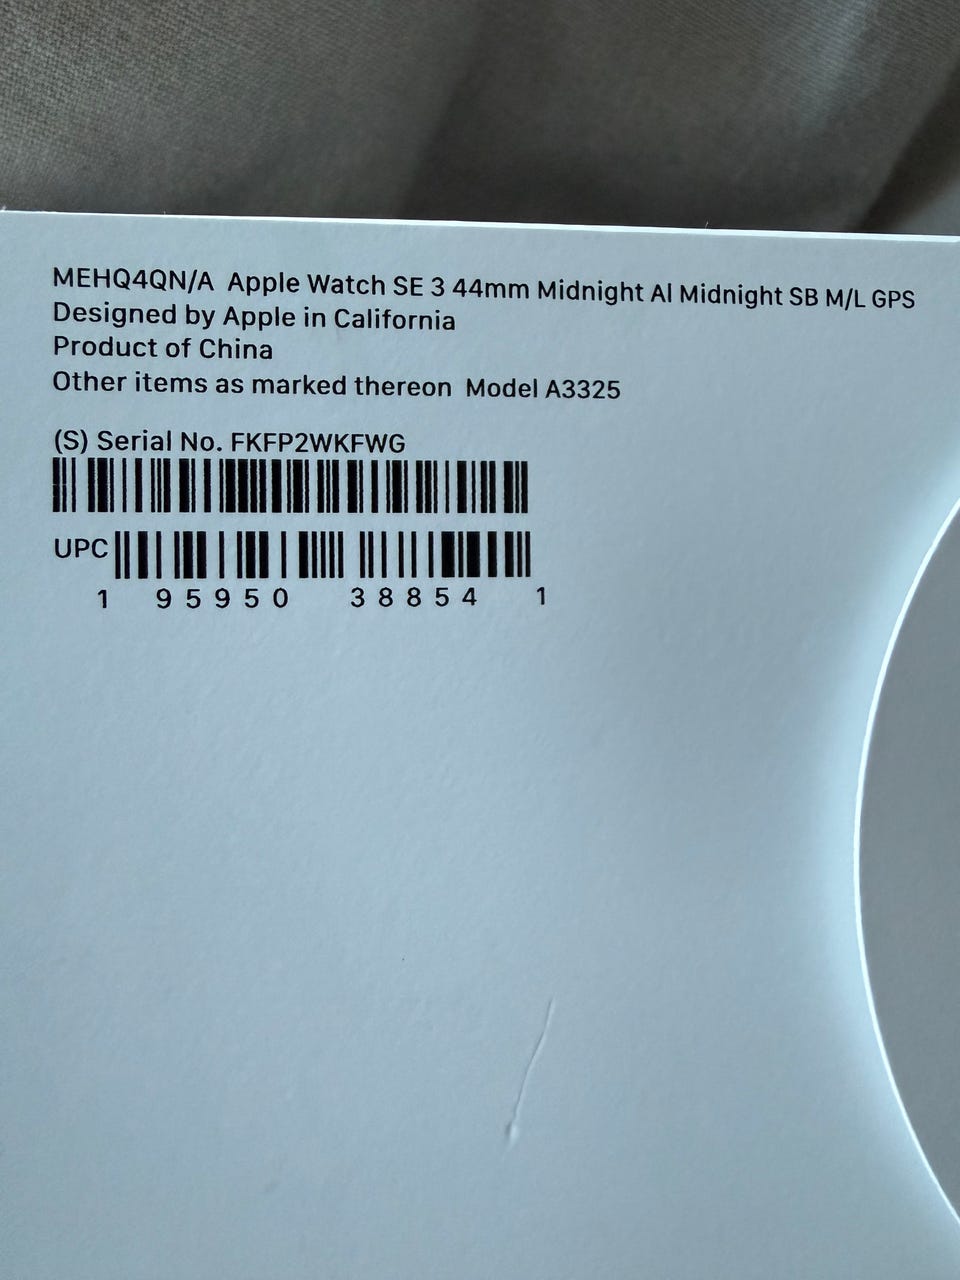 MEHQ4QN/A Apple Watch SE 3 44mm Midnight Al Midnight SB M/L GPS
Designed by Apple in California
Product of China
Other items as marked thereon Model A3325
(S) Serial No. FKFP2WKFWG
UPC
1 95950 38854 1